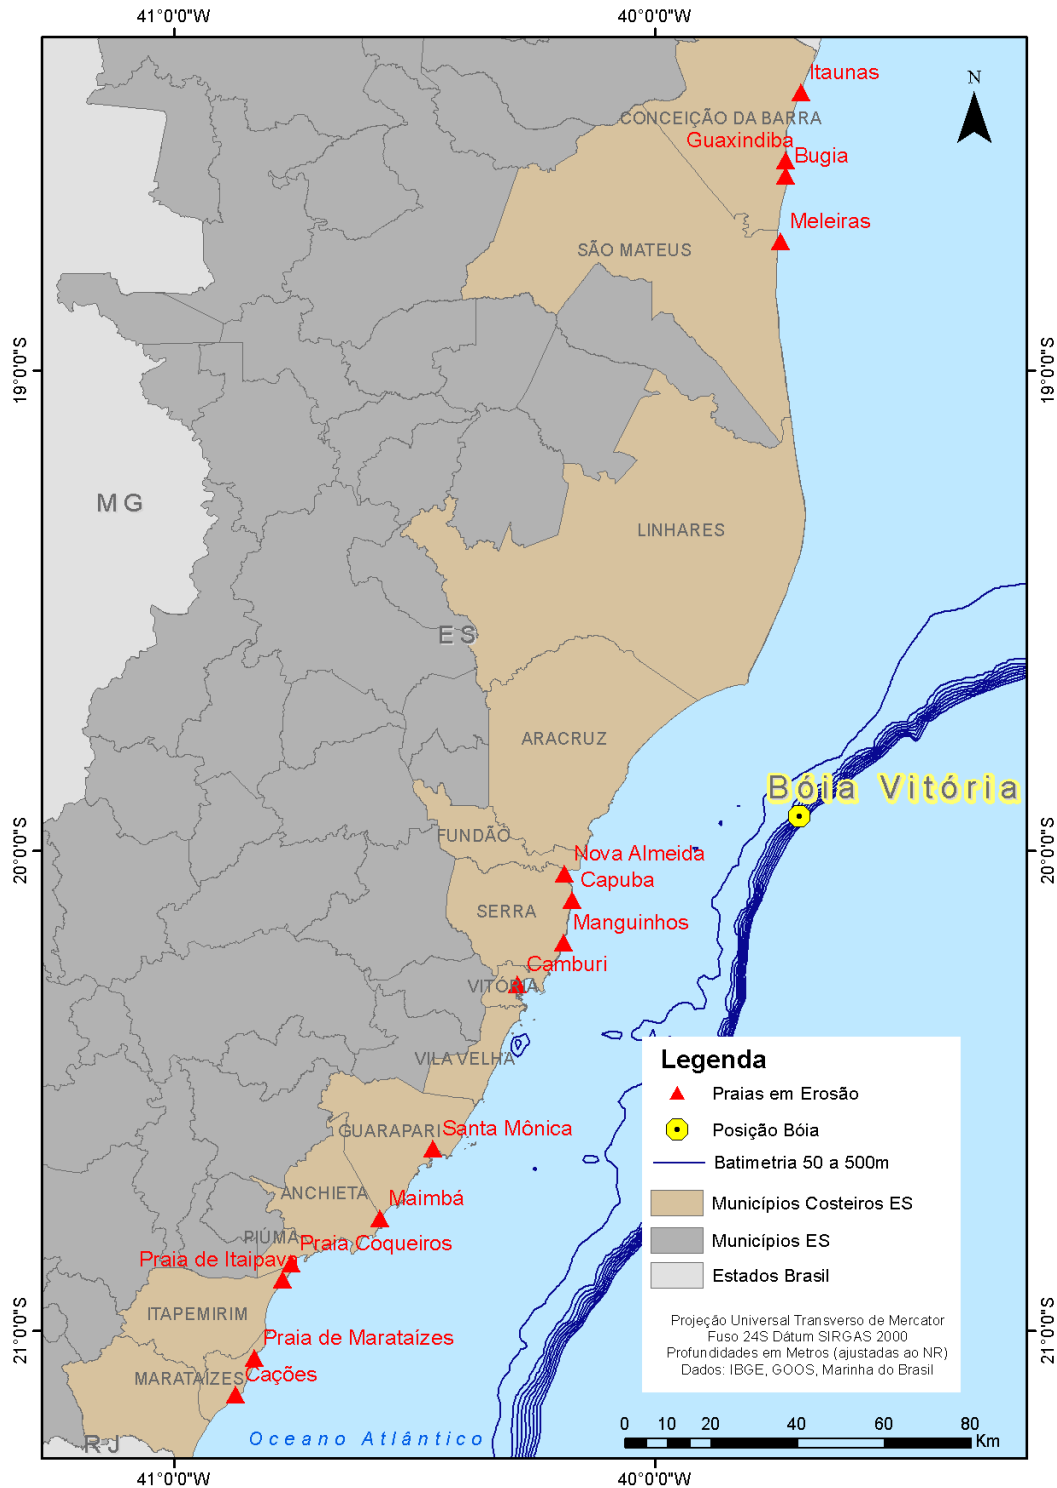 41°0'0"W
40°0'0"W
Itaunas
N
CONCEIÇÃO DA BARRA
Guaxindiba
Bugia
Meleiras
SÃO MATEUS
19°0'0"S
19°0'0"S
MG
LINHARES
ES
ARACRUZ
Bóia Vitória
FUNDÃO
20°0'0"S
20°0'0"S
Nova Almeida
Capuba
SERRA
Manguinhos
Camburi
VITÓRIA
VILA VELHA
Legenda
Praias em Erosão
Posição Bóia
Batimetria 50 a 500m
Municípios Costeiros ES
Municípios ES
Estados Brasil
Projeção Universal Transverso de Mercator
Fuso 24S Dátum SIRGAS 2000
Profundidades em Metros (ajustadas ao NR)
Dados: IBGE, GOOS, Marinha do Brasil
GUARAPARI
Santa Mônica
ANCHIETA
Maimbá
PIÚMA
Praia Coqueiros
Praia de Itaipava
ITAPEMIRIM
21°0'0"S
21°0'0"S
Praia de Marataízes
MARATAÍZES
Cações
RJ
Oceano Atlântico
0 10 20 40 60 80
Km
41°0'0"W
40°0'0"W